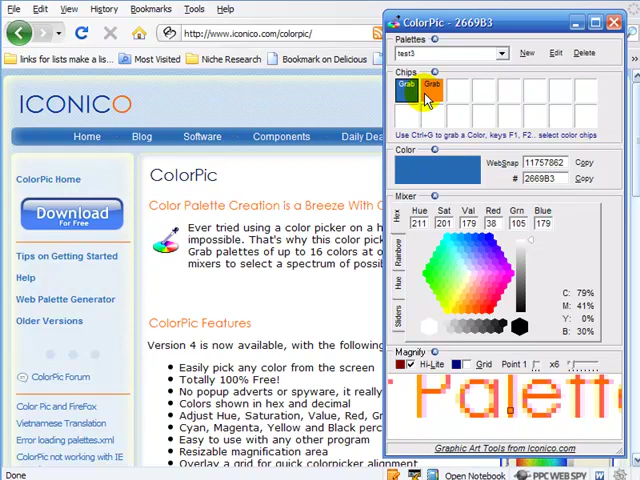 File Edit View History Bookmarks Tools Help
http://www.iconico.com/colorpic/
links for lists make a li... Most Visited Niche Research Bookmark on Delicious
ICONICO
Home Blog Software Components Daily Dea
ColorPic Home
Download
For Free
Tips on Getting Started
Help
Web Palette Generator
Older Versions
ColorPic Forum
Color Pic and FireFox
Vietnamese Translation
Error loading palettes.xml
ColorPic not working with IE
ColorPic
Color Palette Creation is a Breeze With C
Ever tried using a color picker on a h
impossible. That's why this color pick
Grab palettes of up to 16 colors at o
mixers to select a spectrum of possib
ColorPic Features
Version 4 is now available, with the following
Easily pick any color from the screen
Totally 100% Free!
No popup adverts or spyware, it really
Colors shown in hex and decimal
Adjust Hue, Saturation, Value, Red, Gr
Cyan, Magenta, Yellow and Black percent
Easy to use with any other program
Resizable magnification area
Overlay a grid for quick colorpicker alignment
ColorPic - 2669B3
Palettes
test3 New Edit Delete
Chips
Grab Grab
Use Ctrl+G to grab a Color, keys F1, F2.. select color chips
Color
WebSnap 11757862 Copy
# 2669B3 Copy
Mixer
Hex Rainbow Hue Sliders
Hue Sat Val Red Grn Blue
211 201 179 38 105 179
C: 79%
M: 41%
Y: 0%
B: 30%
Magnify
Hi-Lite Grid Point 1 x6
Palett
Graphic Art Tools from Iconico.com
Done Open Notebook PPC WEB SPY